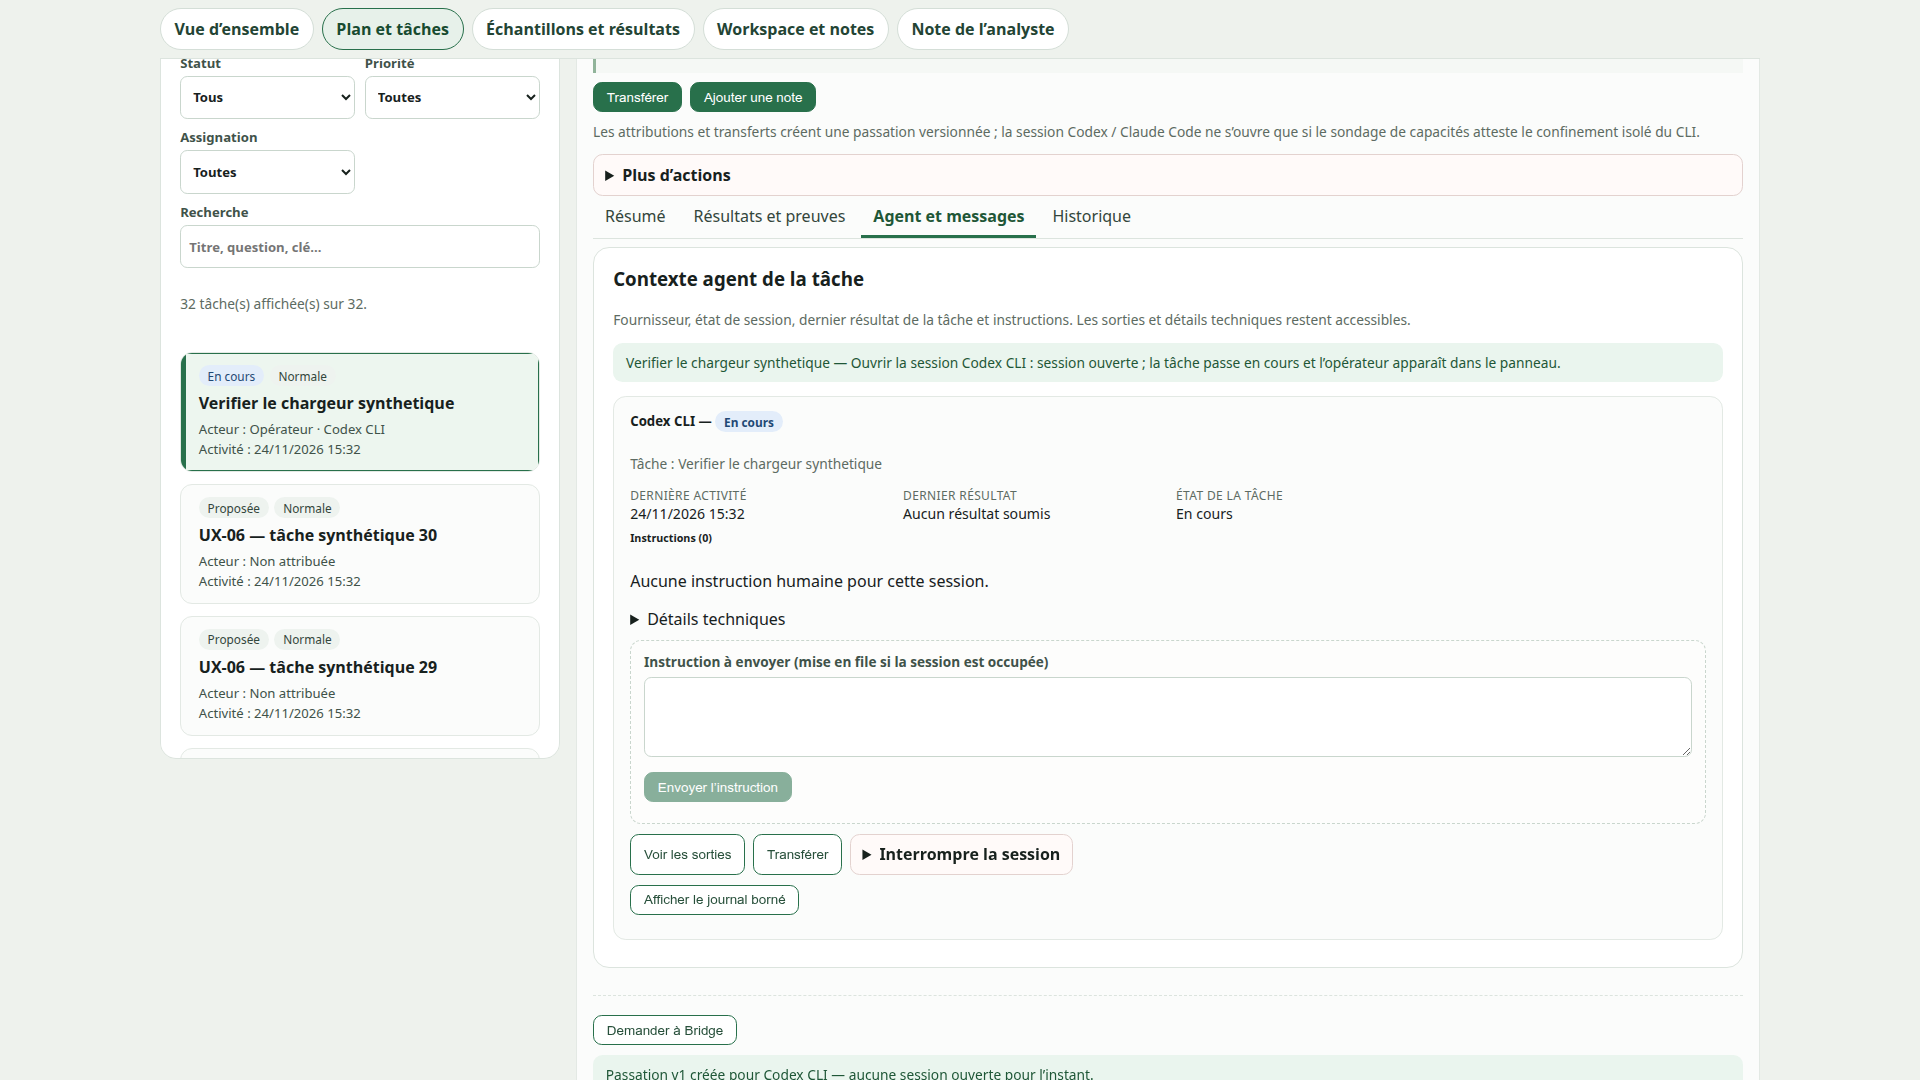 Vue d’ensemble
Plan et tâches
Échantillons et résultats
Workspace et notes
Note de l’analyste
Statut
Priorité
Tous
Toutes
Assignation
Toutes
Recherche
Titre, question, clé…
32 tâche(s) affichée(s) sur 32.
En cours
Normale
Verifier le chargeur synthetique
Acteur : Opérateur · Codex CLI
Activité : 24/11/2026 15:32
Proposée
Normale
UX-06 — tâche synthétique 30
Acteur : Non attribuée
Activité : 24/11/2026 15:32
Proposée
Normale
UX-06 — tâche synthétique 29
Acteur : Non attribuée
Activité : 24/11/2026 15:32
Transférer
Ajouter une note
Les attributions et transferts créent une passation versionnée ; la session Codex / Claude Code ne s’ouvre que si le sondage de capacités atteste le confinement isolé du CLI.
Plus d’actions
Résumé
Résultats et preuves
Agent et messages
Historique
Contexte agent de la tâche
Fournisseur, état de session, dernier résultat de la tâche et instructions. Les sorties et détails techniques restent accessibles.
Verifier le chargeur synthetique — Ouvrir la session Codex CLI : session ouverte ; la tâche passe en cours et l’opérateur apparaît dans le panneau.
Codex CLI — En cours
Tâche : Verifier le chargeur synthetique
DERNIÈRE ACTIVITÉ
24/11/2026 15:32
DERNIER RÉSULTAT
Aucun résultat soumis
ÉTAT DE LA TÂCHE
En cours
Instructions (0)
Aucune instruction humaine pour cette session.
Détails techniques
Instruction à envoyer (mise en file si la session est occupée)
Envoyer l’instruction
Voir les sorties
Transférer
Interrompre la session
Afficher le journal borné
Demander à Bridge
Passation v1 créée pour Codex CLI — aucune session ouverte pour l’instant.